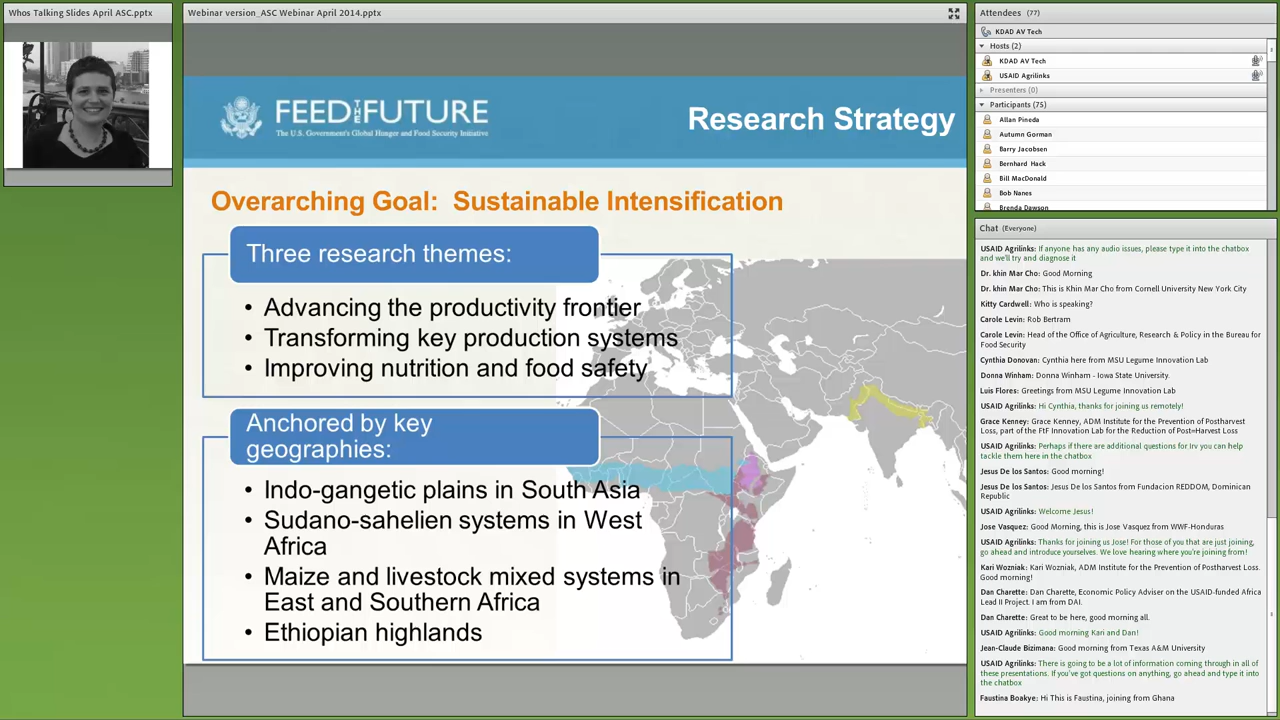 Whos Talking Slides April ASC.pptx
Webinar version_ASC Webinar April 2014.pptx
FEED THE FUTURE
The U.S. Government's Global Hunger and Food Security Initiative
Research Strategy
Overarching Goal:  Sustainable Intensification
Three research themes:
• Advancing the productivity frontier
• Transforming key production systems
• Improving nutrition and food safety
Anchored by key
geographies:
• Indo-gangetic plains in South Asia
• Sudano-sahelien systems in West
Africa
• Maize and livestock mixed systems in
East and Southern Africa
• Ethiopian highlands
Attendees (77)
KDAD AV Tech
Hosts (2)
KDAD AV Tech
USAID Agrilinks
Presenters (0)
Participants (75)
Allan Pineda
Autumn Gorman
Barry Jacobsen
Bernhard Hack
Bill MacDonald
Bob Nanes
Brenda Dawson
Chat (Everyone)
USAID Agrilinks: If anyone has any audio issues, please type it into the chatbox
and we'll try and diagnose it
Dr. khin Mar Cho: Good Morning
Dr. khin Mar Cho: This is Khin Mar Cho from Cornell University New York City
Kitty Cardwell: Who is speaking?
Carole Levin: Rob Bertram
Carole Levin: Head of the Office of Agriculture, Research & Policy in the Bureau for
Food Security
Cynthia Donovan: Cynthia here from MSU Legume Innovation Lab
Donna Winham: Donna Winham - Iowa State University.
Luis Flores: Greetings from MSU Legume Innovation Lab
USAID Agrilinks: Hi Cynthia, thanks for joining us remotely!
Grace Kenney: Grace Kenney, ADM Institute for the Prevention of Postharvest
Loss, part of the FtF Innovation Lab for the Reduction of Post=Harvest Loss
USAID Agrilinks: Perhaps if there are additional questions for Irv you can help
tackle them here in the chatbox
Jesus De los Santos: Good morning!
Jesus De los Santos: Jesus De los Santos from Fundacion REDDOM, Dominican
Republic
USAID Agrilinks: Welcome Jesus!
Jose Vasquez: Good Morning, this is Jose Vasquez from WWF-Honduras
USAID Agrilinks: Thanks for joining us Jose! For those of you that are just joining,
go ahead and introduce yourselves. We love hearing where you're joining from!
Kari Wozniak: Kari Wozniak, ADM Institute for the Prevention of Postharvest Loss.
Good morning!
Dan Charette: Dan Charette, Economic Policy Adviser on the USAID-funded Africa
Lead II Project. I am from DAI.
Dan Charette: Great to be here, good morning all.
USAID Agrilinks: Good morning Kari and Dan!
Jean-Claude Bizimana: Good morning from Texas A&M University
USAID Agrilinks: There is going to be a lot of information coming through in all of
these presentations. If you've got questions on anything, go ahead and type it into
the chatbox
Faustina Boakye: Hi This is Faustina, joining from Ghana